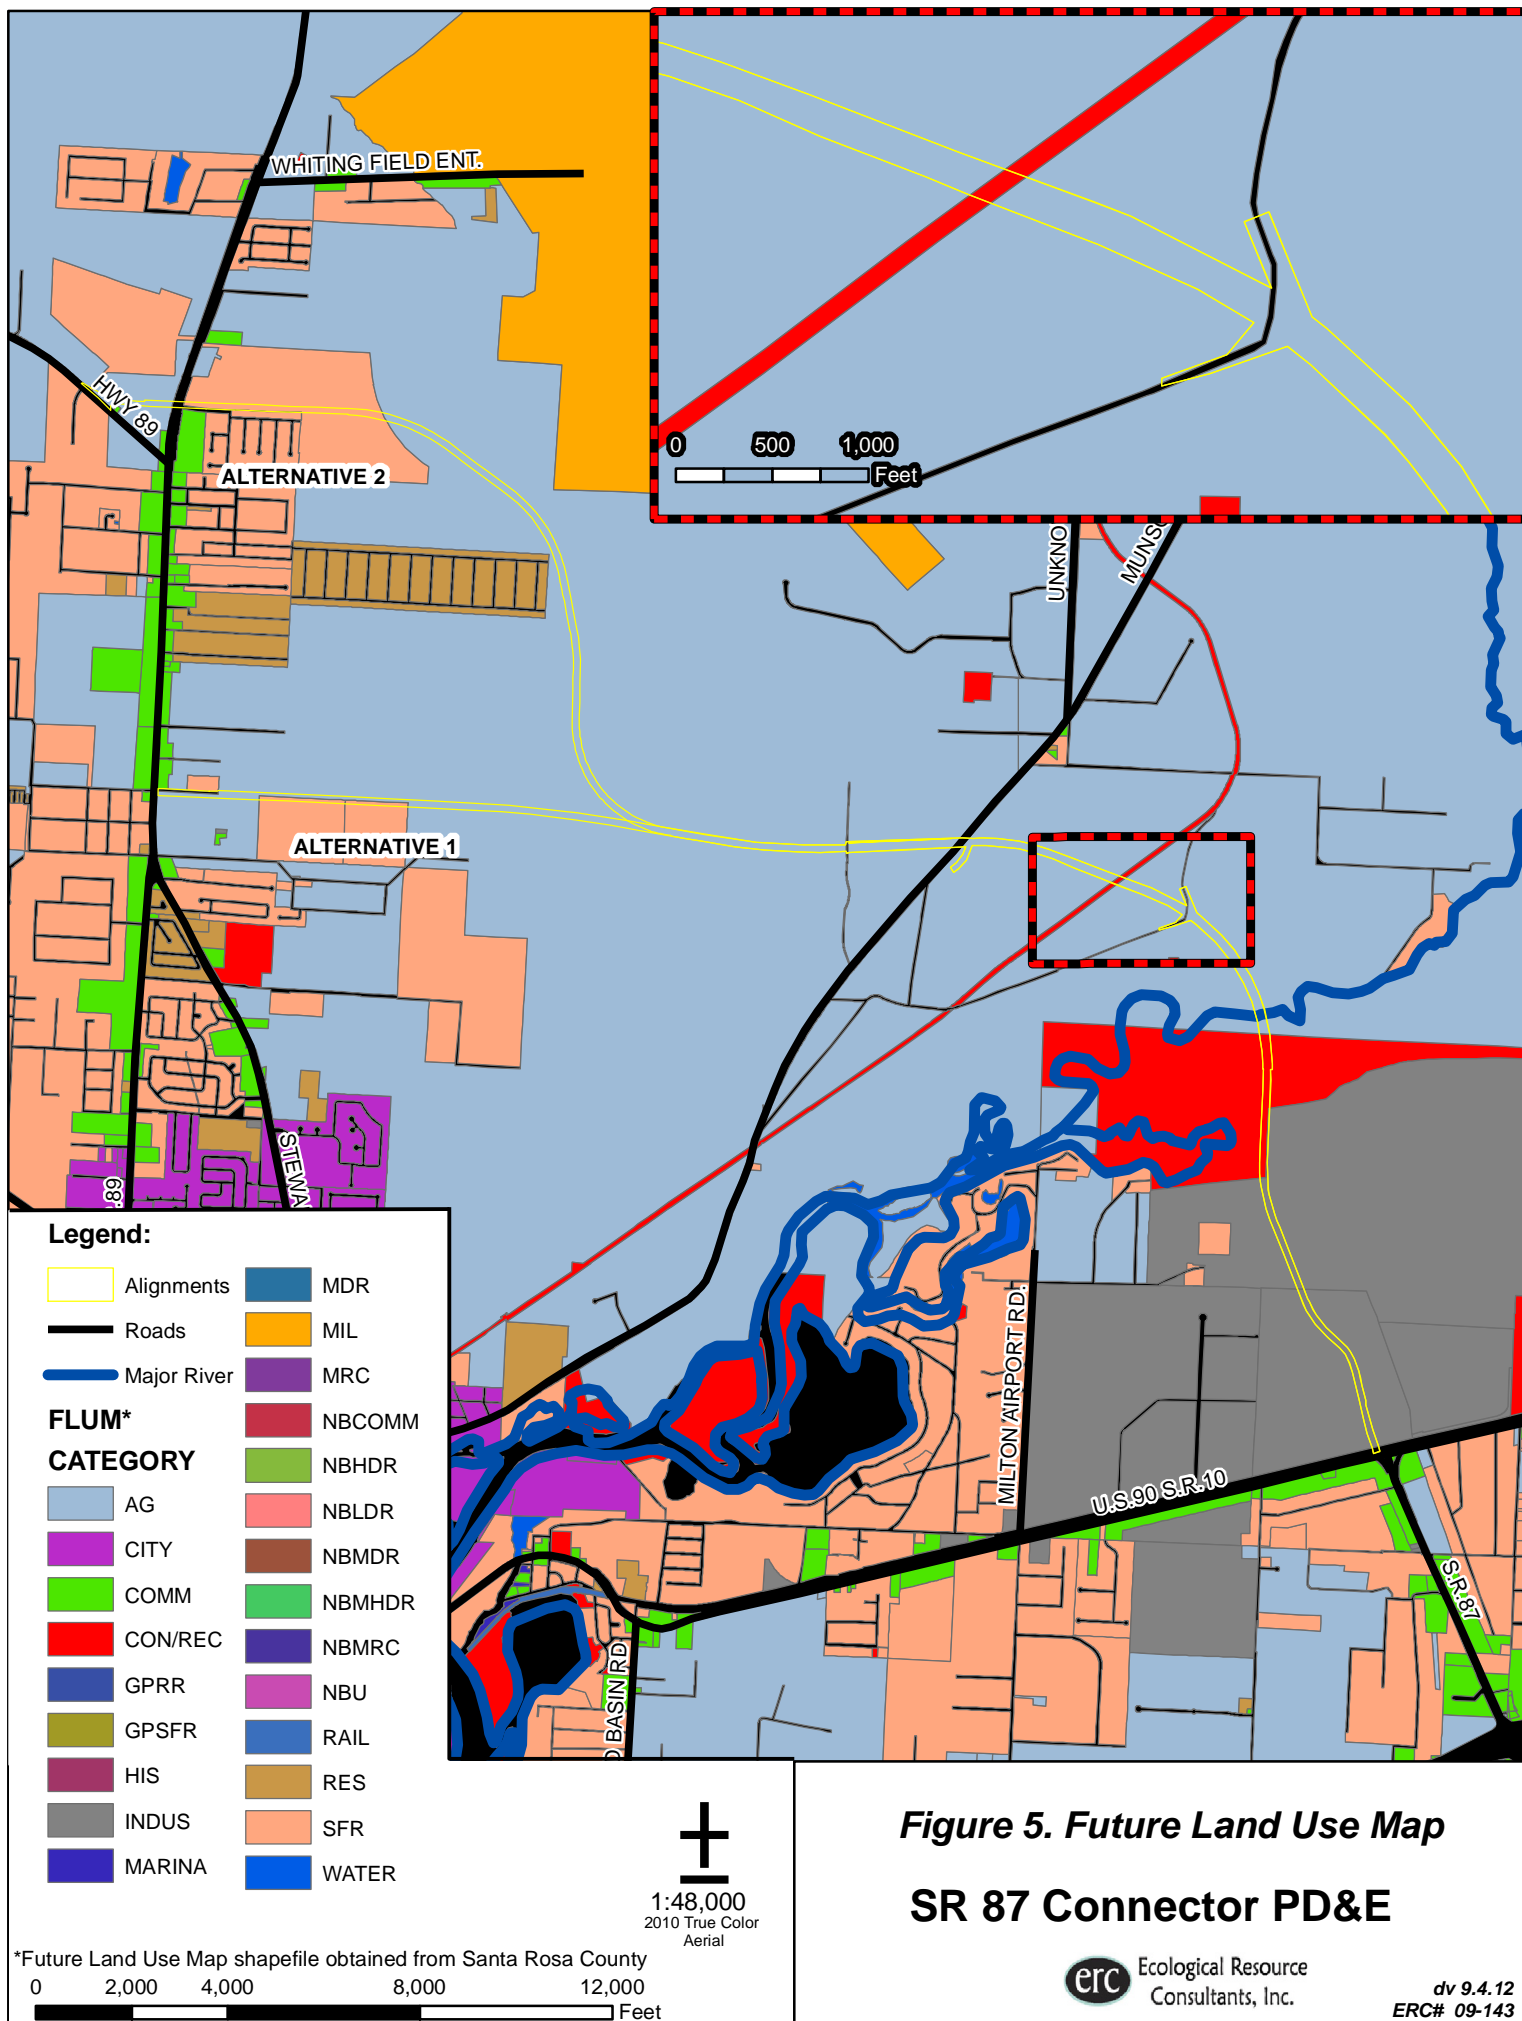 WHITING FIELD ENT.
HWY 89
ALTERNATIVE 2
0 500 1,000
Feet
UNKNO
MUNSO
ALTERNATIVE 1
STEWA
.89
MILTON AIRPORT RD.
U.S.90 S.R.10
S.R.87
D BASIN RD
Legend:
Alignments
Roads
Major River
FLUM*
CATEGORY
AG
CITY
COMM
CON/REC
GPRR
GPSFR
HIS
INDUS
MARINA
MDR
MIL
MRC
NBCOMM
NBHDR
NBLDR
NBMDR
NBMHDR
NBMRC
NBU
RAIL
RES
SFR
WATER
1:48,000
2010 True Color
Aerial
*Future Land Use Map shapefile obtained from Santa Rosa County
0 2,000 4,000 8,000 12,000
Feet
Figure 5. Future Land Use Map
SR 87 Connector PD&E
erc
Ecological Resource
Consultants, Inc.
dv 9.4.12
ERC# 09-143